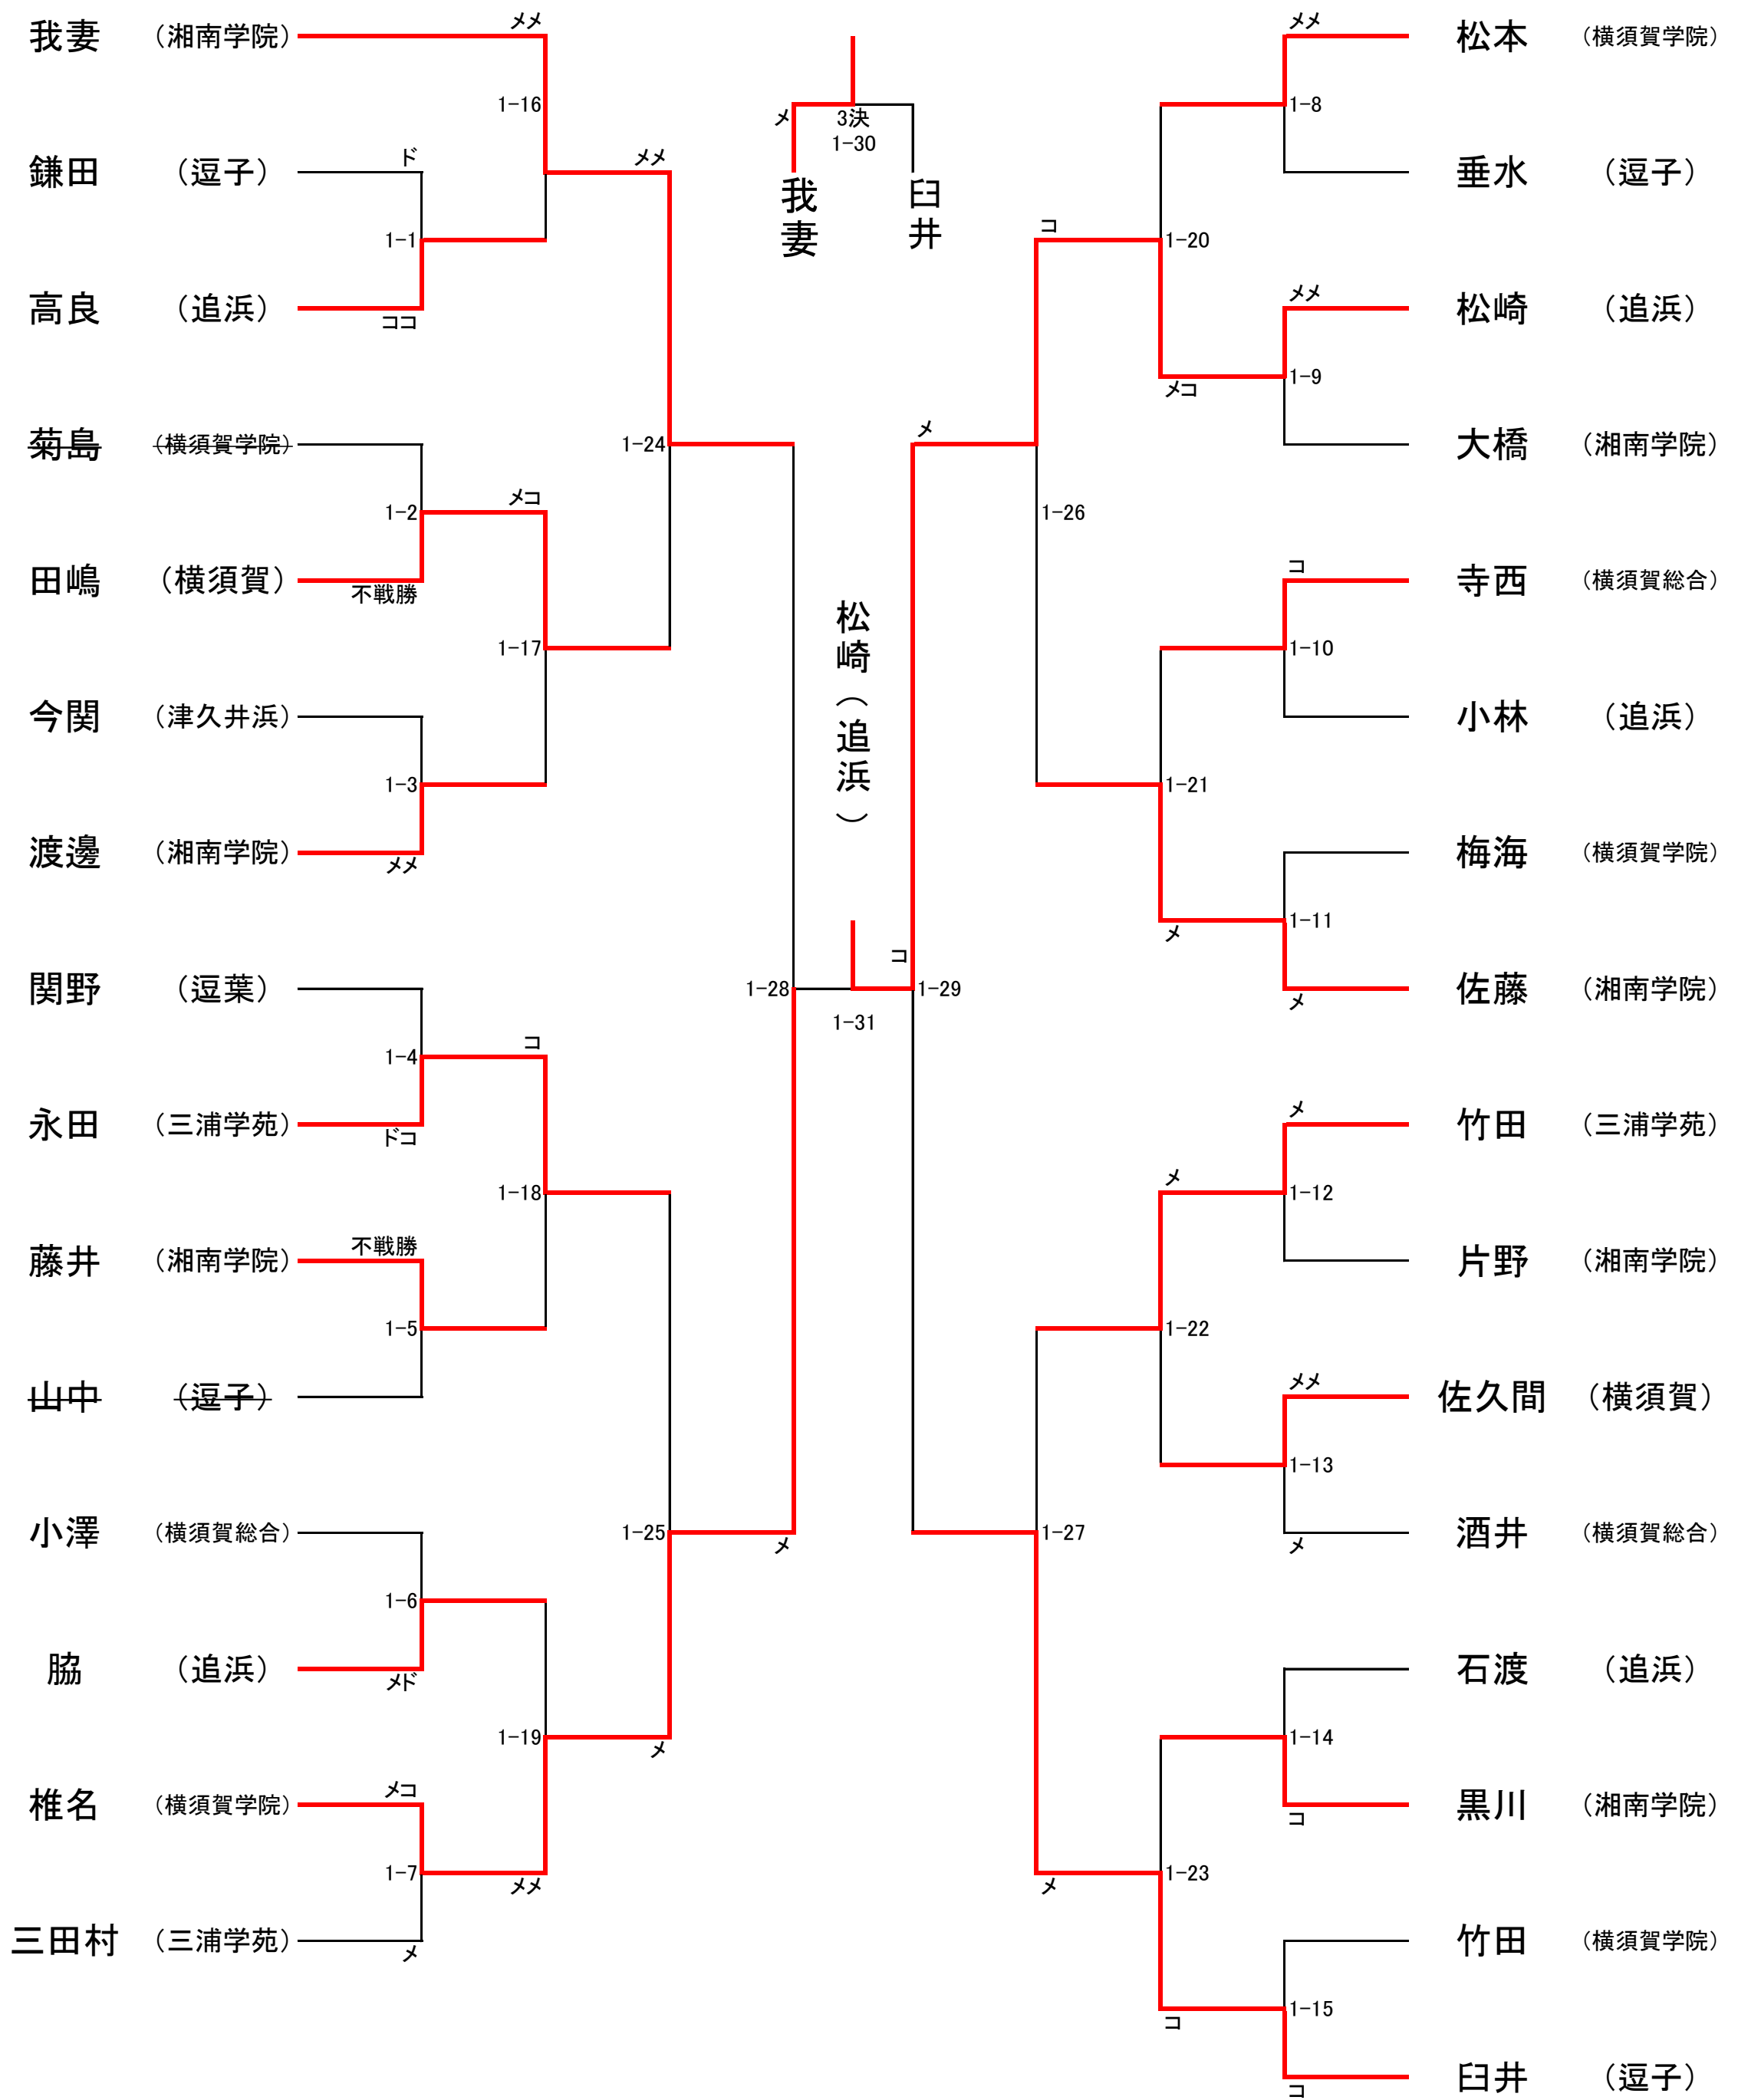 我妻 （湘南学院）
メメ
1-16
鎌田 （逗子）
ド
1-1
高良 （追浜）
ココ
メメ
菊島 （横須賀学院）
1-2
メコ
田嶋 （横須賀）
不戦勝
1-17
1-24
今関 （津久井浜）
1-3
渡邊 （湘南学院）
メメ
関野 （逗葉）
1-4
コ
永田 （三浦学苑）
ドコ
1-18
藤井 （湘南学院）
不戦勝
1-5
山中 （逗子）
小澤 （横須賀総合）
1-25
メ
1-6
脇 （追浜）
メド
1-19
メ
椎名 （横須賀学院）
メコ
1-7
メメ
三田村 （三浦学苑）
メ
メ
3決
1-30
我妻
臼井
松崎（追浜）
メ
コ
1-28
1-29
1-31
松本 （横須賀学院）
メメ
1-8
垂水 （逗子）
コ
1-20
松崎 （追浜）
メメ
1-9
メコ
大橋 （湘南学院）
1-26
寺西 （横須賀総合）
コ
1-10
小林 （追浜）
1-21
梅海 （横須賀学院）
1-11
メ
佐藤 （湘南学院）
メ
竹田 （三浦学苑）
メ
メ
1-12
片野 （湘南学院）
1-22
佐久間 （横須賀）
メメ
1-13
酒井 （横須賀総合）
メ
1-27
石渡 （追浜）
1-14
黒川 （湘南学院）
コ
1-23
メ
竹田 （横須賀学院）
1-15
コ
臼井 （逗子）
コ